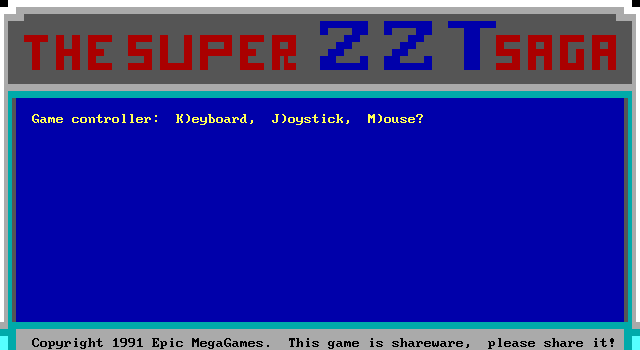 THE SUPER ZZT SAGA
Game controller:  K)eyboard,  J)oystick,  M)ouse?
Copyright 1991 Epic MegaGames.  This game is shareware,  please share it!